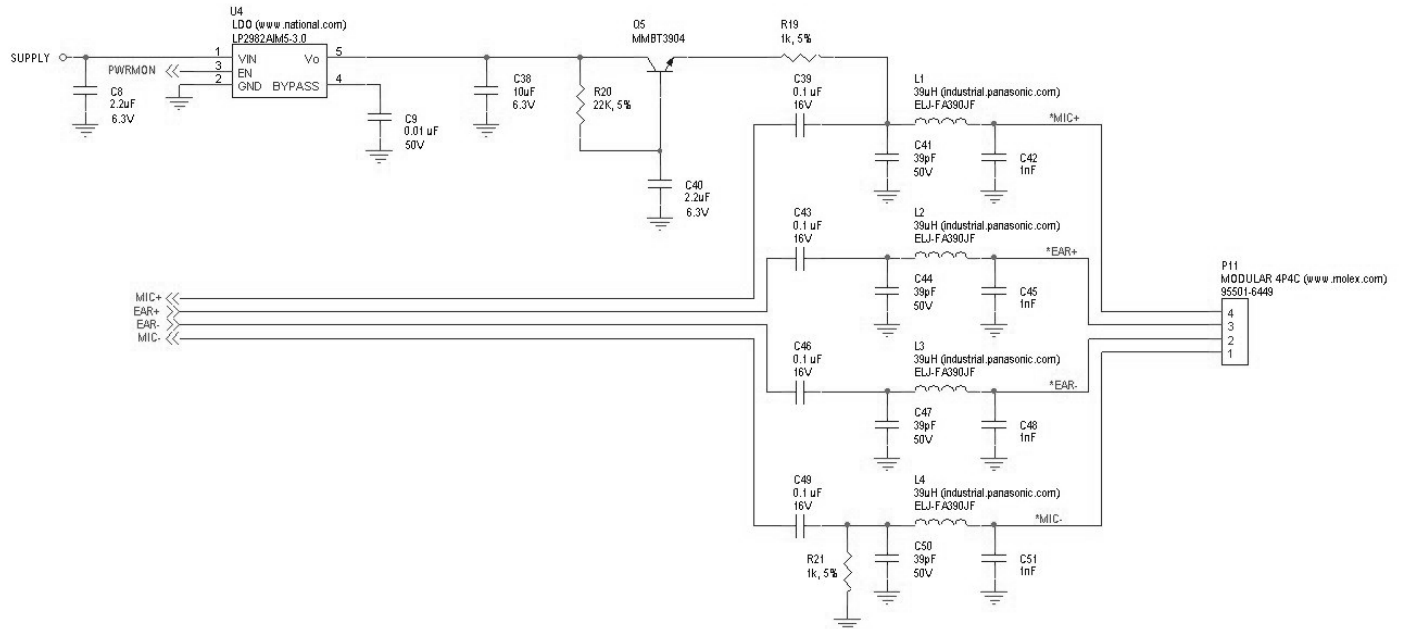 U4
LDO (www.national.com)
LP2982AIM5-3.0
SUPPLY
PWRMON
1
3
2
VIN
EN
GND
Vo
BYPASS
5
4
C8
2.2uF
6.3V
C9
0.01 uF
50V
C38
10uF
6.3V
R20
22K, 5%
Q5
MMBT3904
C40
2.2uF
6.3V
R19
1k, 5%
C39
0.1 uF
16V
L1
39uH (industrial.panasonic.com)
ELJ-FA390JF
*MIC+
C41
39pF
50V
C42
1nF
C43
0.1 uF
16V
L2
39uH (industrial.panasonic.com)
ELJ-FA390JF
*EAR+
C44
39pF
50V
C45
1nF
MIC+
EAR+
EAR-
MIC-
P11
MODULAR 4P4C (www.molex.com)
95501-6449
4
3
2
1
C46
0.1 uF
16V
L3
39uH (industrial.panasonic.com)
ELJ-FA390JF
*EAR-
C47
39pF
50V
C48
1nF
C49
0.1 uF
16V
L4
39uH (industrial.panasonic.com)
ELJ-FA390JF
*MIC-
R21
1k, 5%
C50
39pF
50V
C51
1nF